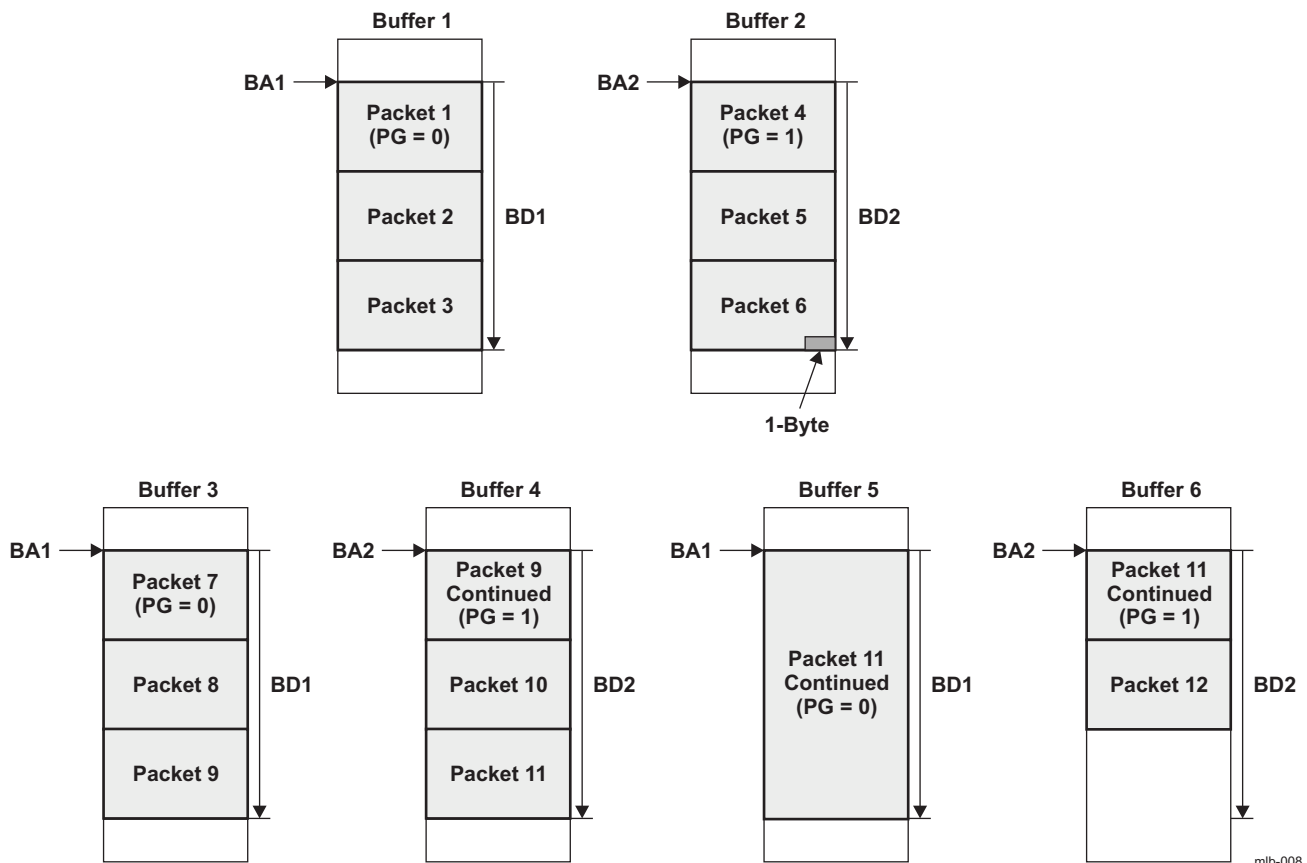 Buffer 1
BA1
Packet 1
(PG = 0)
Packet 2
BD1
Packet 3
Buffer 2
BA2
Packet 4
(PG = 1)
Packet 5
BD2
Packet 6
1-Byte
Buffer 3
BA1
Packet 7
(PG = 0)
Packet 8
BD1
Packet 9
Buffer 4
BA2
Packet 9
Continued
(PG = 1)
Packet 10
BD2
Packet 11
Buffer 5
BA1
Packet 11
Continued
(PG = 0)
BD1
Buffer 6
BA2
Packet 11
Continued
(PG = 1)
Packet 12
BD2
mlb-008